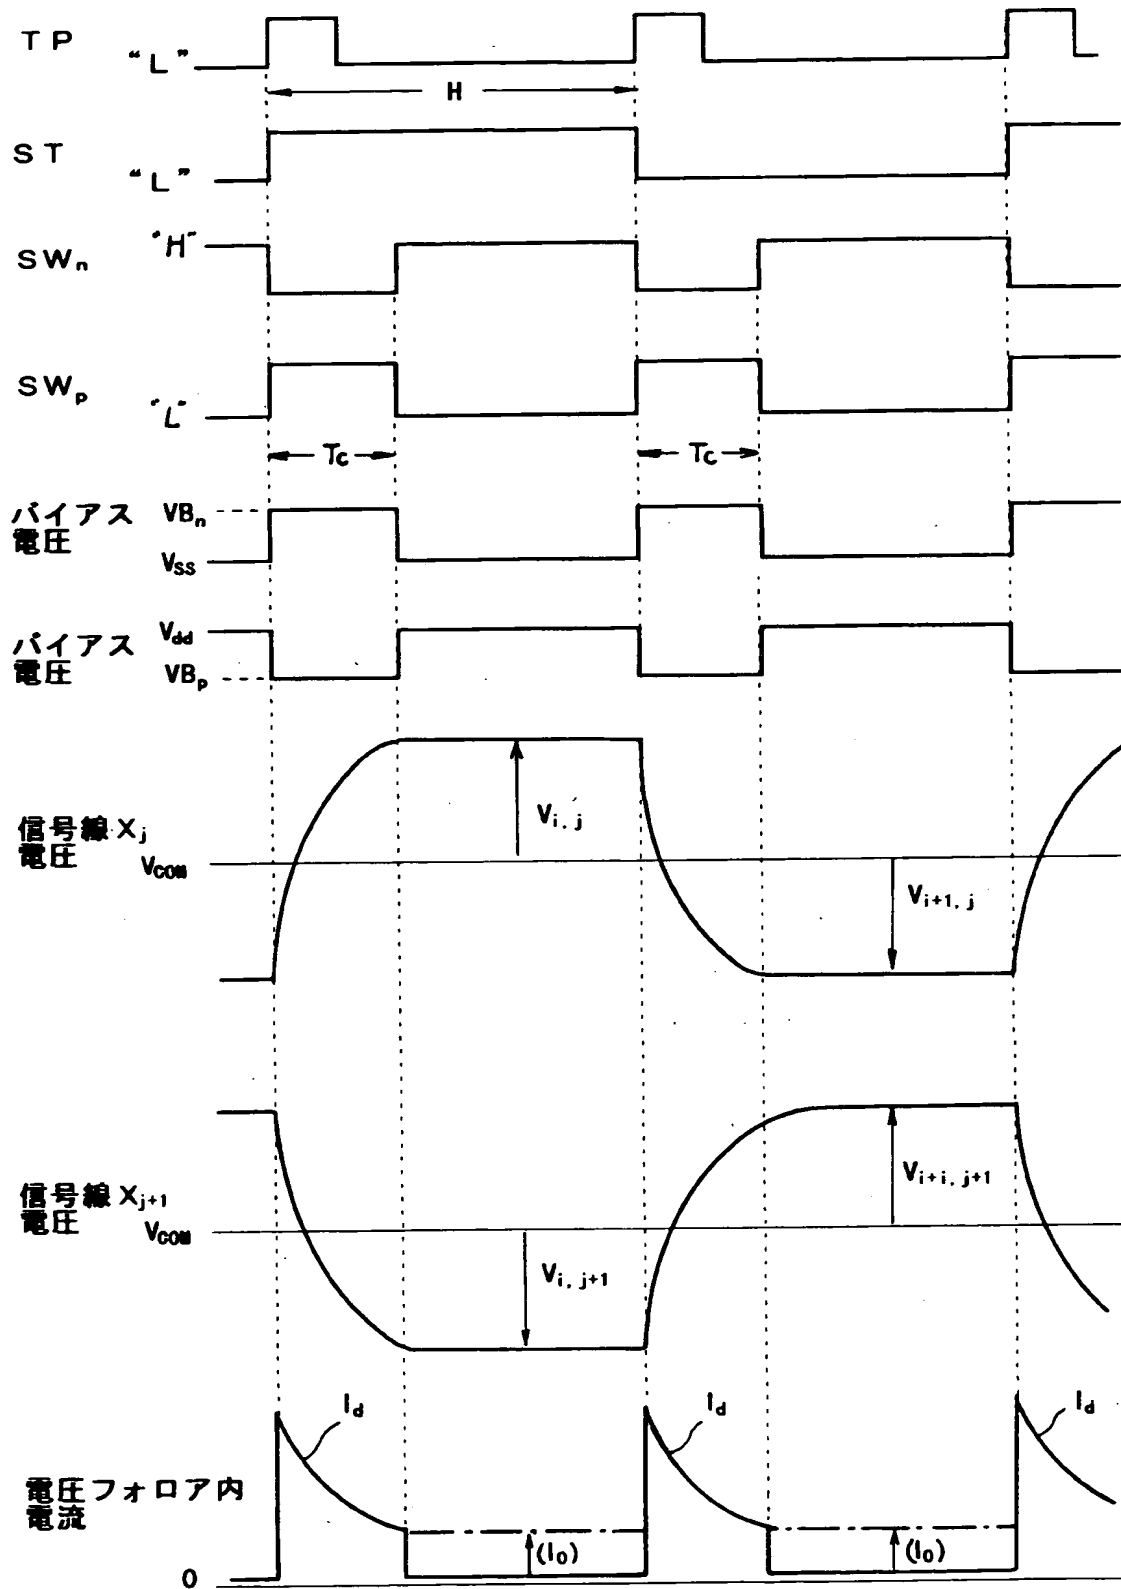 TP
“L”
H
ST
“L”
SWn
"H"
SWp
"L"
Tc
Tc
バイアス
電圧
VBn
VSS
バイアス
電圧
Vdd
VBp
信号線Xj
電圧
VCOM
Vi,j
Vi+1,j
信号線Xj+1
電圧
VCOM
Vi,j+1
Vi+i,j+1
電圧フォロア内
電流
Id
Id
Id
(I0)
(I0)
0